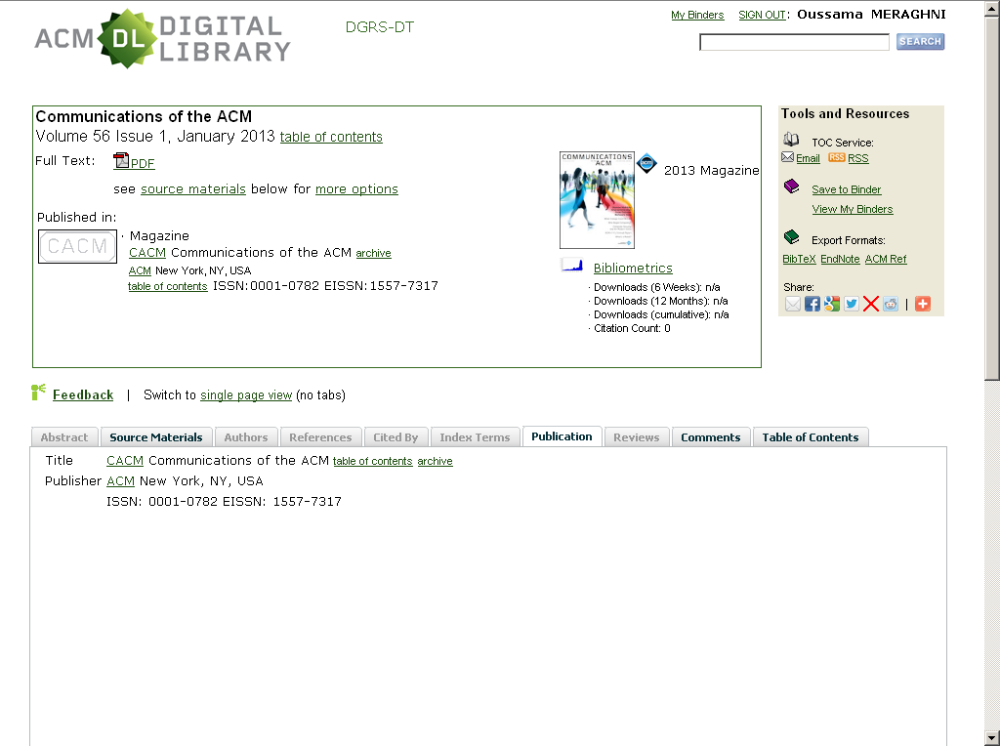 ACM DL DIGITAL LIBRARY
DGRS-DT
My Binders SIGN OUT: Oussama MERAGHNI
SEARCH
Communications of the ACM
Volume 56 Issue 1, January 2013 table of contents
Full Text: PDF
see source materials below for more options
Published in:
CACM
· Magazine
CACM Communications of the ACM archive
ACM New York, NY, USA
table of contents ISSN:0001-0782 EISSN:1557-7317
COMMUNICATIONS
ACM
2013 Magazine
Bibliometrics
· Downloads (6 Weeks): n/a
· Downloads (12 Months): n/a
· Downloads (cumulative): n/a
· Citation Count: 0
Tools and Resources
TOC Service:
Email RSS RSS
Save to Binder
View My Binders
Export Formats:
BibTeX EndNote ACM Ref
Share:
|
Feedback | Switch to single page view (no tabs)
Abstract Source Materials Authors References Cited By Index Terms Publication Reviews Comments Table of Contents
Title CACM Communications of the ACM table of contents archive
Publisher ACM New York, NY, USA
ISSN: 0001-0782 EISSN: 1557-7317